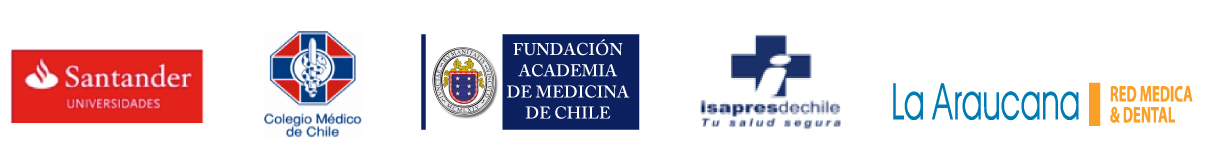 Santander
UNIVERSIDADES
Colegio Médico
de Chile
FUNDACIÓN
ACADEMIA
DE MEDICINA
DE CHILE
isapresdechile
Tu salud segura
La Araucana
RED MEDICA
& DENTAL